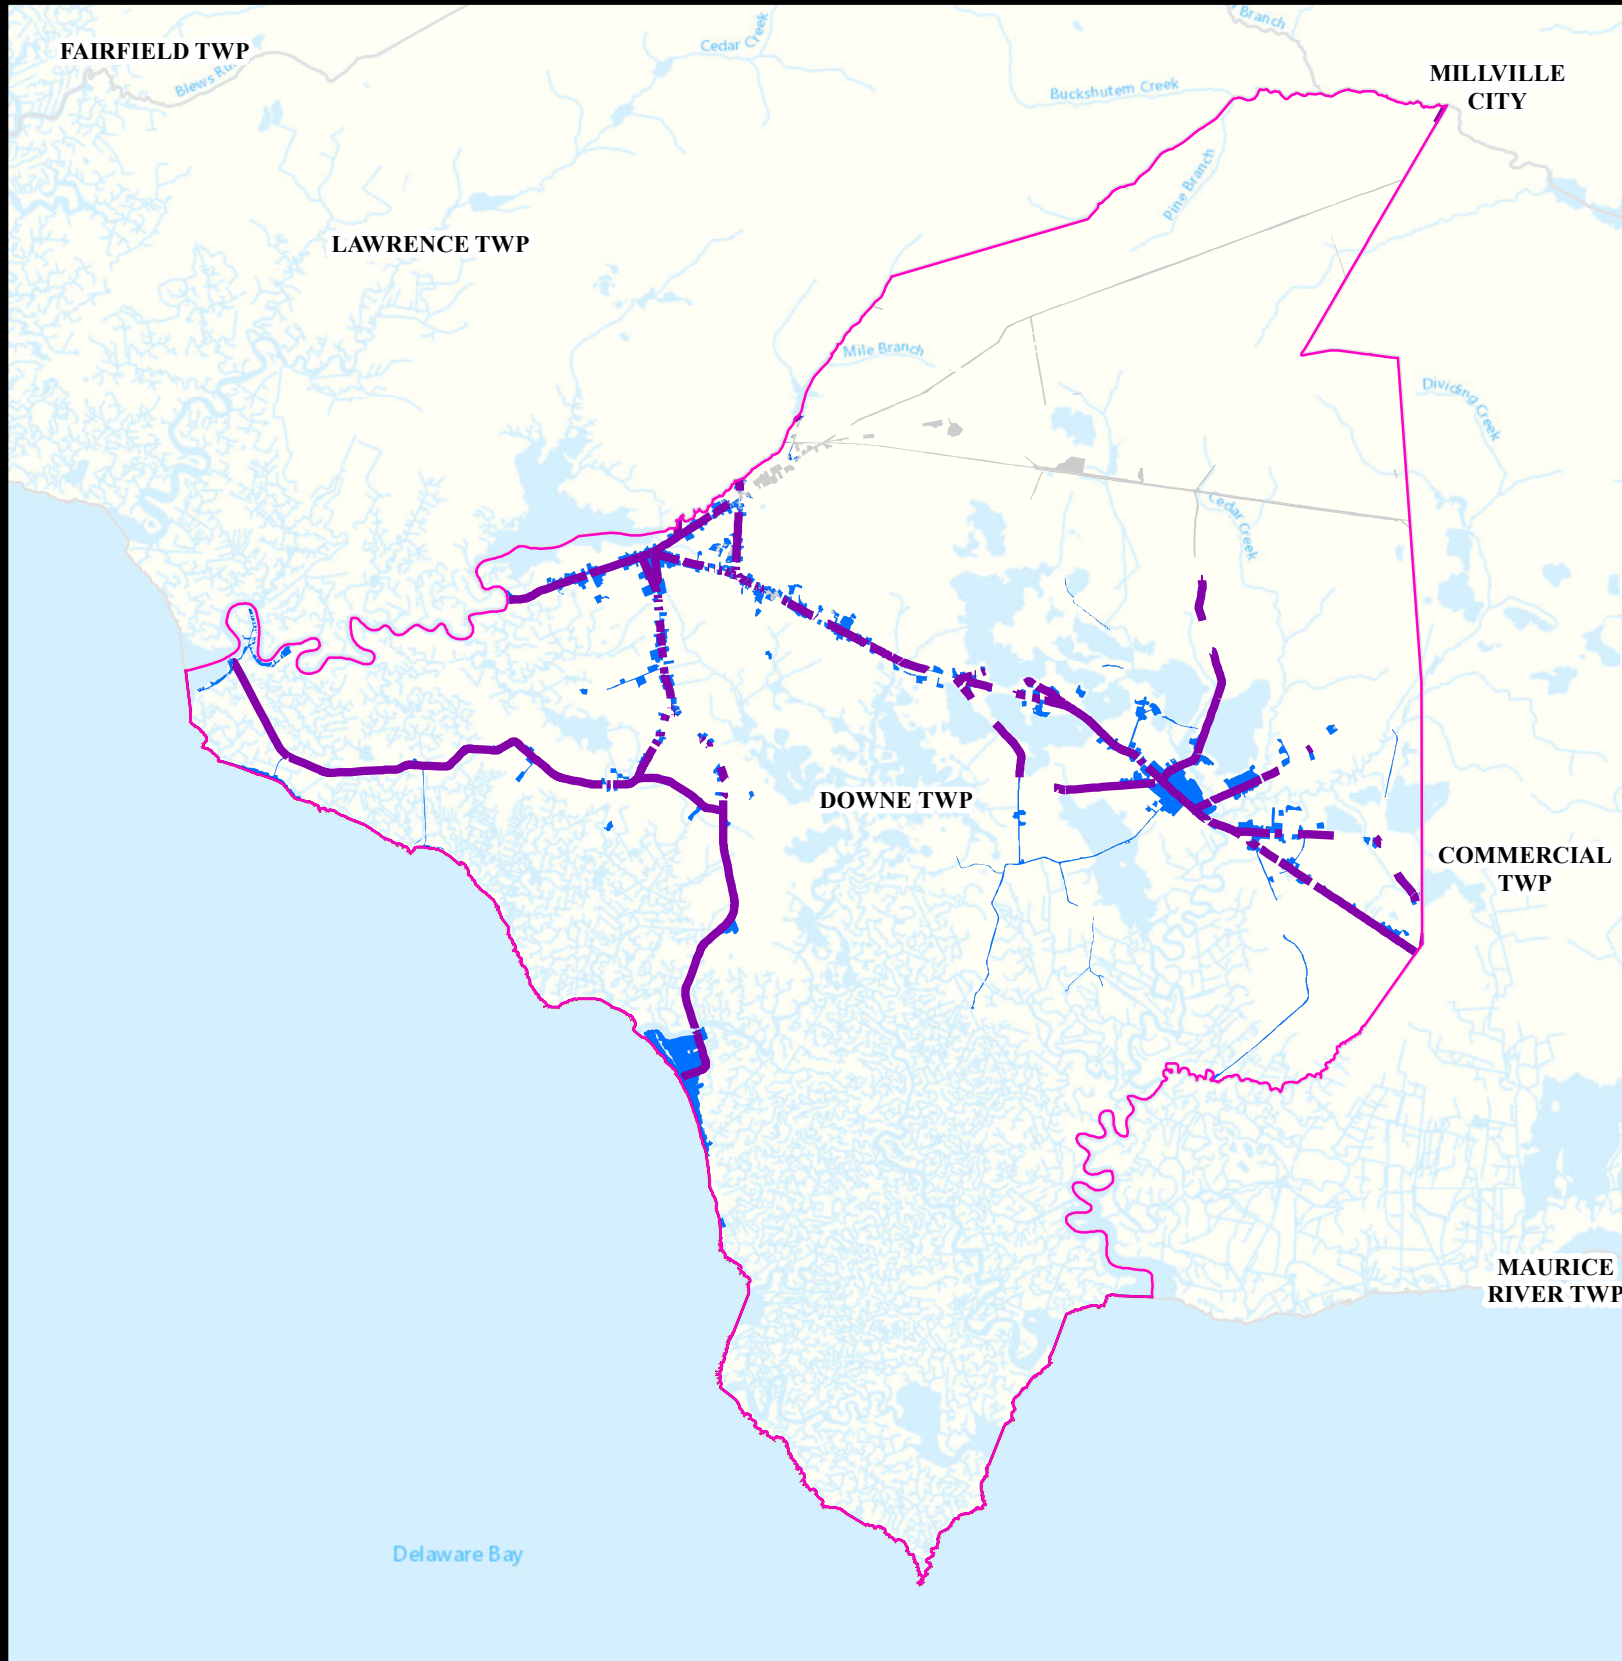 Branch
Cedar Creek
FAIRFIELD TWP
MILLVILLE
CITY
Blews Ru
Buckshutem Creek
Pine Branch
LAWRENCE TWP
Mile Branch
Dividing Creek
Cedar Creek
DOWNE TWP
COMMERCIAL
TWP
MAURICE
RIVER TWP
Delaware Bay